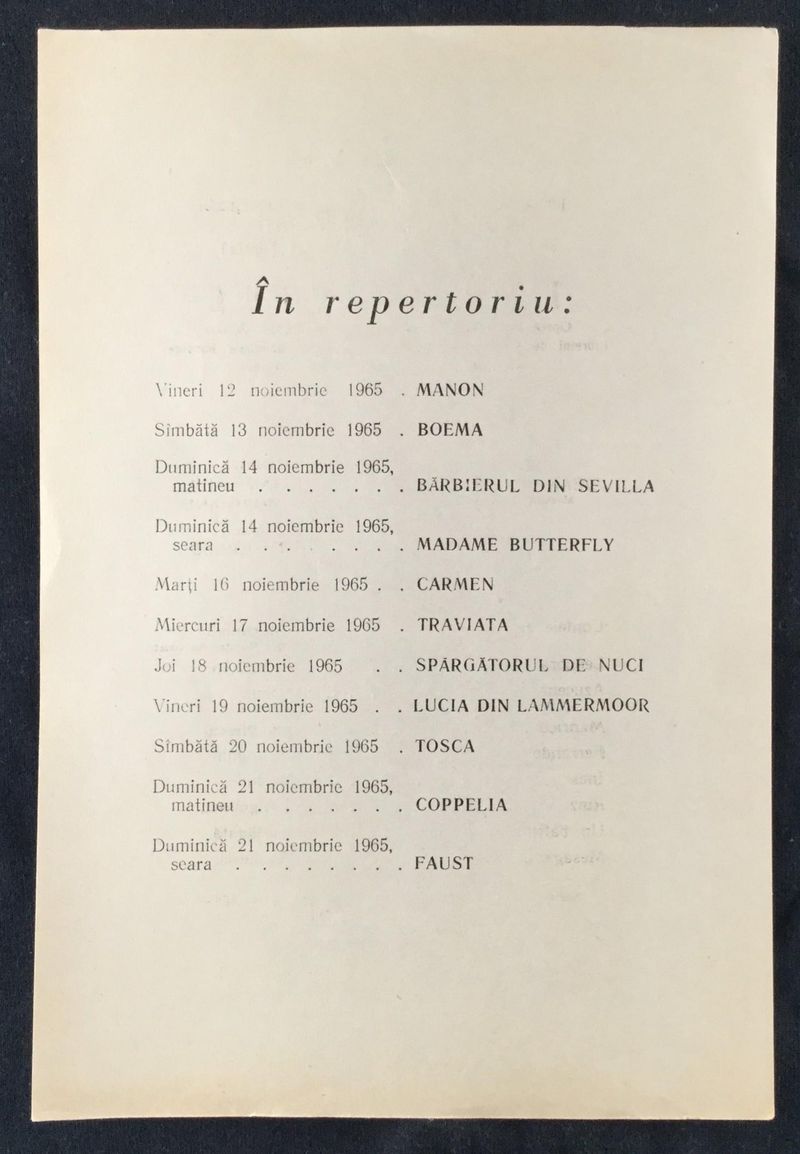 În repertoriu:
Vineri 12 noiembrie 1965 . MANON
Sîmbătă 13 noiembrie 1965 . BOEMA
Duminică 14 noiembrie 1965,
matineu . . . . . . . BĂRBIERUL DIN SEVILLA
Duminică 14 noiembrie 1965,
seara . . . . . . . . MADAME BUTTERFLY
Marți 16 noiembrie 1965 . . CARMEN
Miercuri 17 noiembrie 1965 . TRAVIATA
Joi 18 noiembrie 1965 . . SPĂRGĂTORUL DE NUCI
Vineri 19 noiembrie 1965 . . LUCIA DIN LAMMERMOOR
Sîmbătă 20 noiembrie 1965 . TOSCA
Duminică 21 noiembrie 1965,
matineu . . . . . . . COPPELIA
Duminică 21 noiembrie 1965,
seara . . . . . . . . FAUST